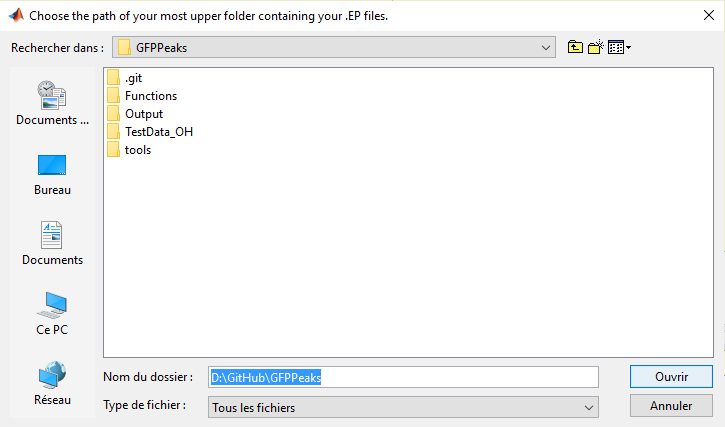 Choose the path of your most upper folder containing your .EP files.
Rechercher dans :
GFPPeaks
.git
Functions
Output
TestData_OH
tools
Documents ...
Bureau
Documents
Ce PC
Réseau
Nom du dossier :
D:\GitHub\GFPPeaks
Ouvrir
Type de fichier :
Tous les fichiers
Annuler